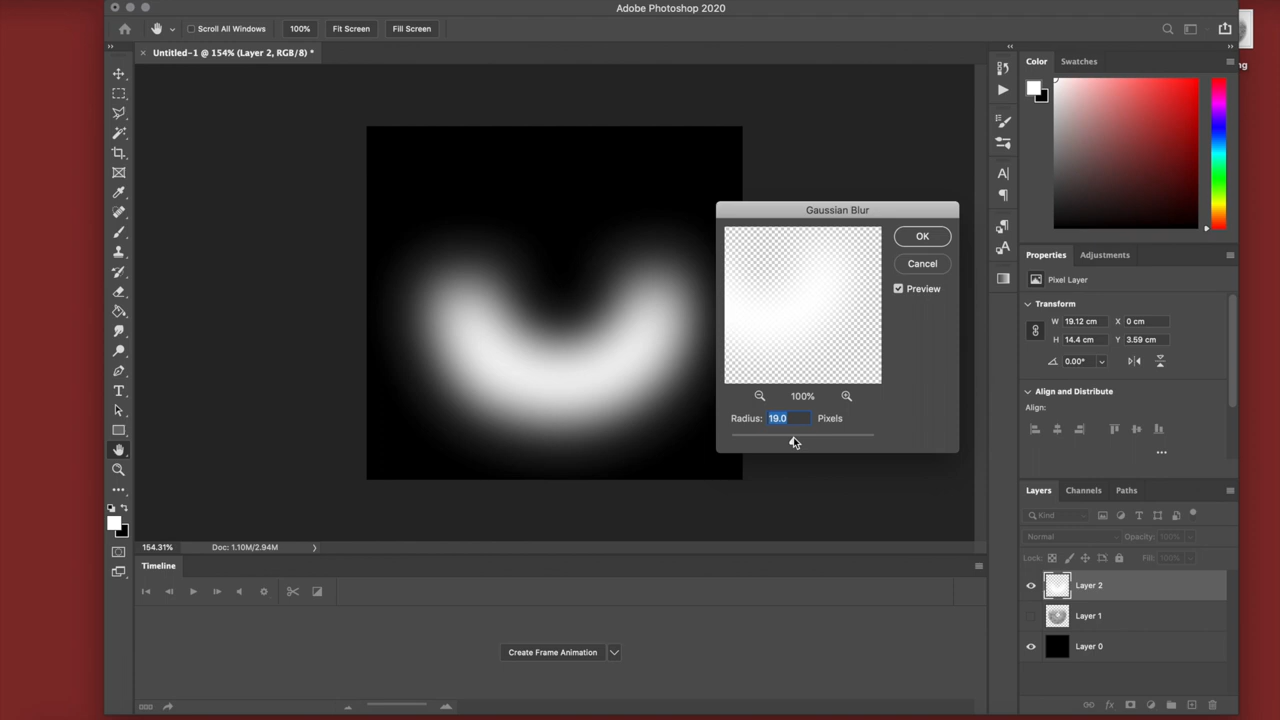 Adobe Photoshop 2020
Scroll All Windows 100% Fit Screen Fill Screen
Untitled-1 @ 154% (Layer 2, RGB/8) *
Color Swatches
ng
Gaussian Blur
OK
Cancel
Preview
100%
Radius: 19.0 Pixels
Properties Adjustments
Pixel Layer
Transform
W 19.12 cm X 0 cm
H 14.4 cm Y 3.59 cm
0.00°
Align and Distribute
Align:
Layers Channels Paths
Kind
Normal Opacity: 100%
Lock: Fill: 100%
Layer 2
Layer 1
Layer 0
154.31% Doc: 1.10M/2.94M
Timeline
Create Frame Animation